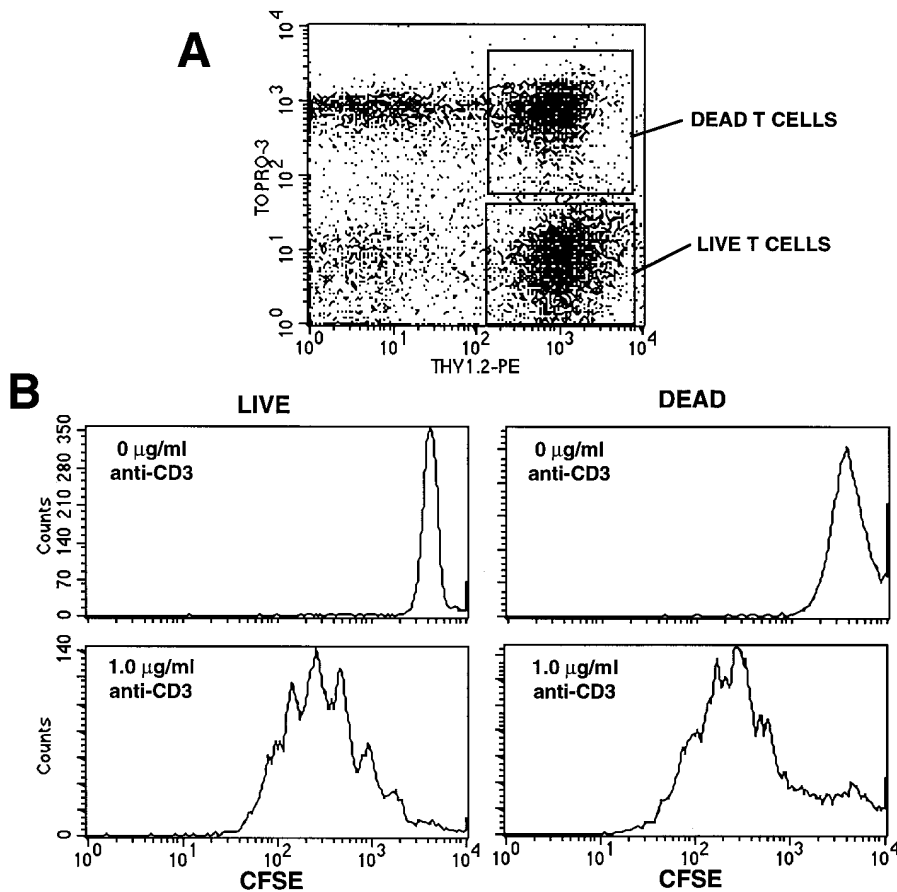 A
10^4
10^3
10^2
10^1
10^0
TOPRO-3
DEAD T CELLS
LIVE T CELLS
10^0 10^1 10^2 10^3 10^4
THY1.2-PE
B
LIVE
DEAD
350
280
210
140
70
0
Counts
0 μg/ml
anti-CD3
0 μg/ml
anti-CD3
140
0
Counts
1.0 μg/ml
anti-CD3
1.0 μg/ml
anti-CD3
10^0 10^1 10^2 10^3 10^4
CFSE
10^0 10^1 10^2 10^3 10^4
CFSE